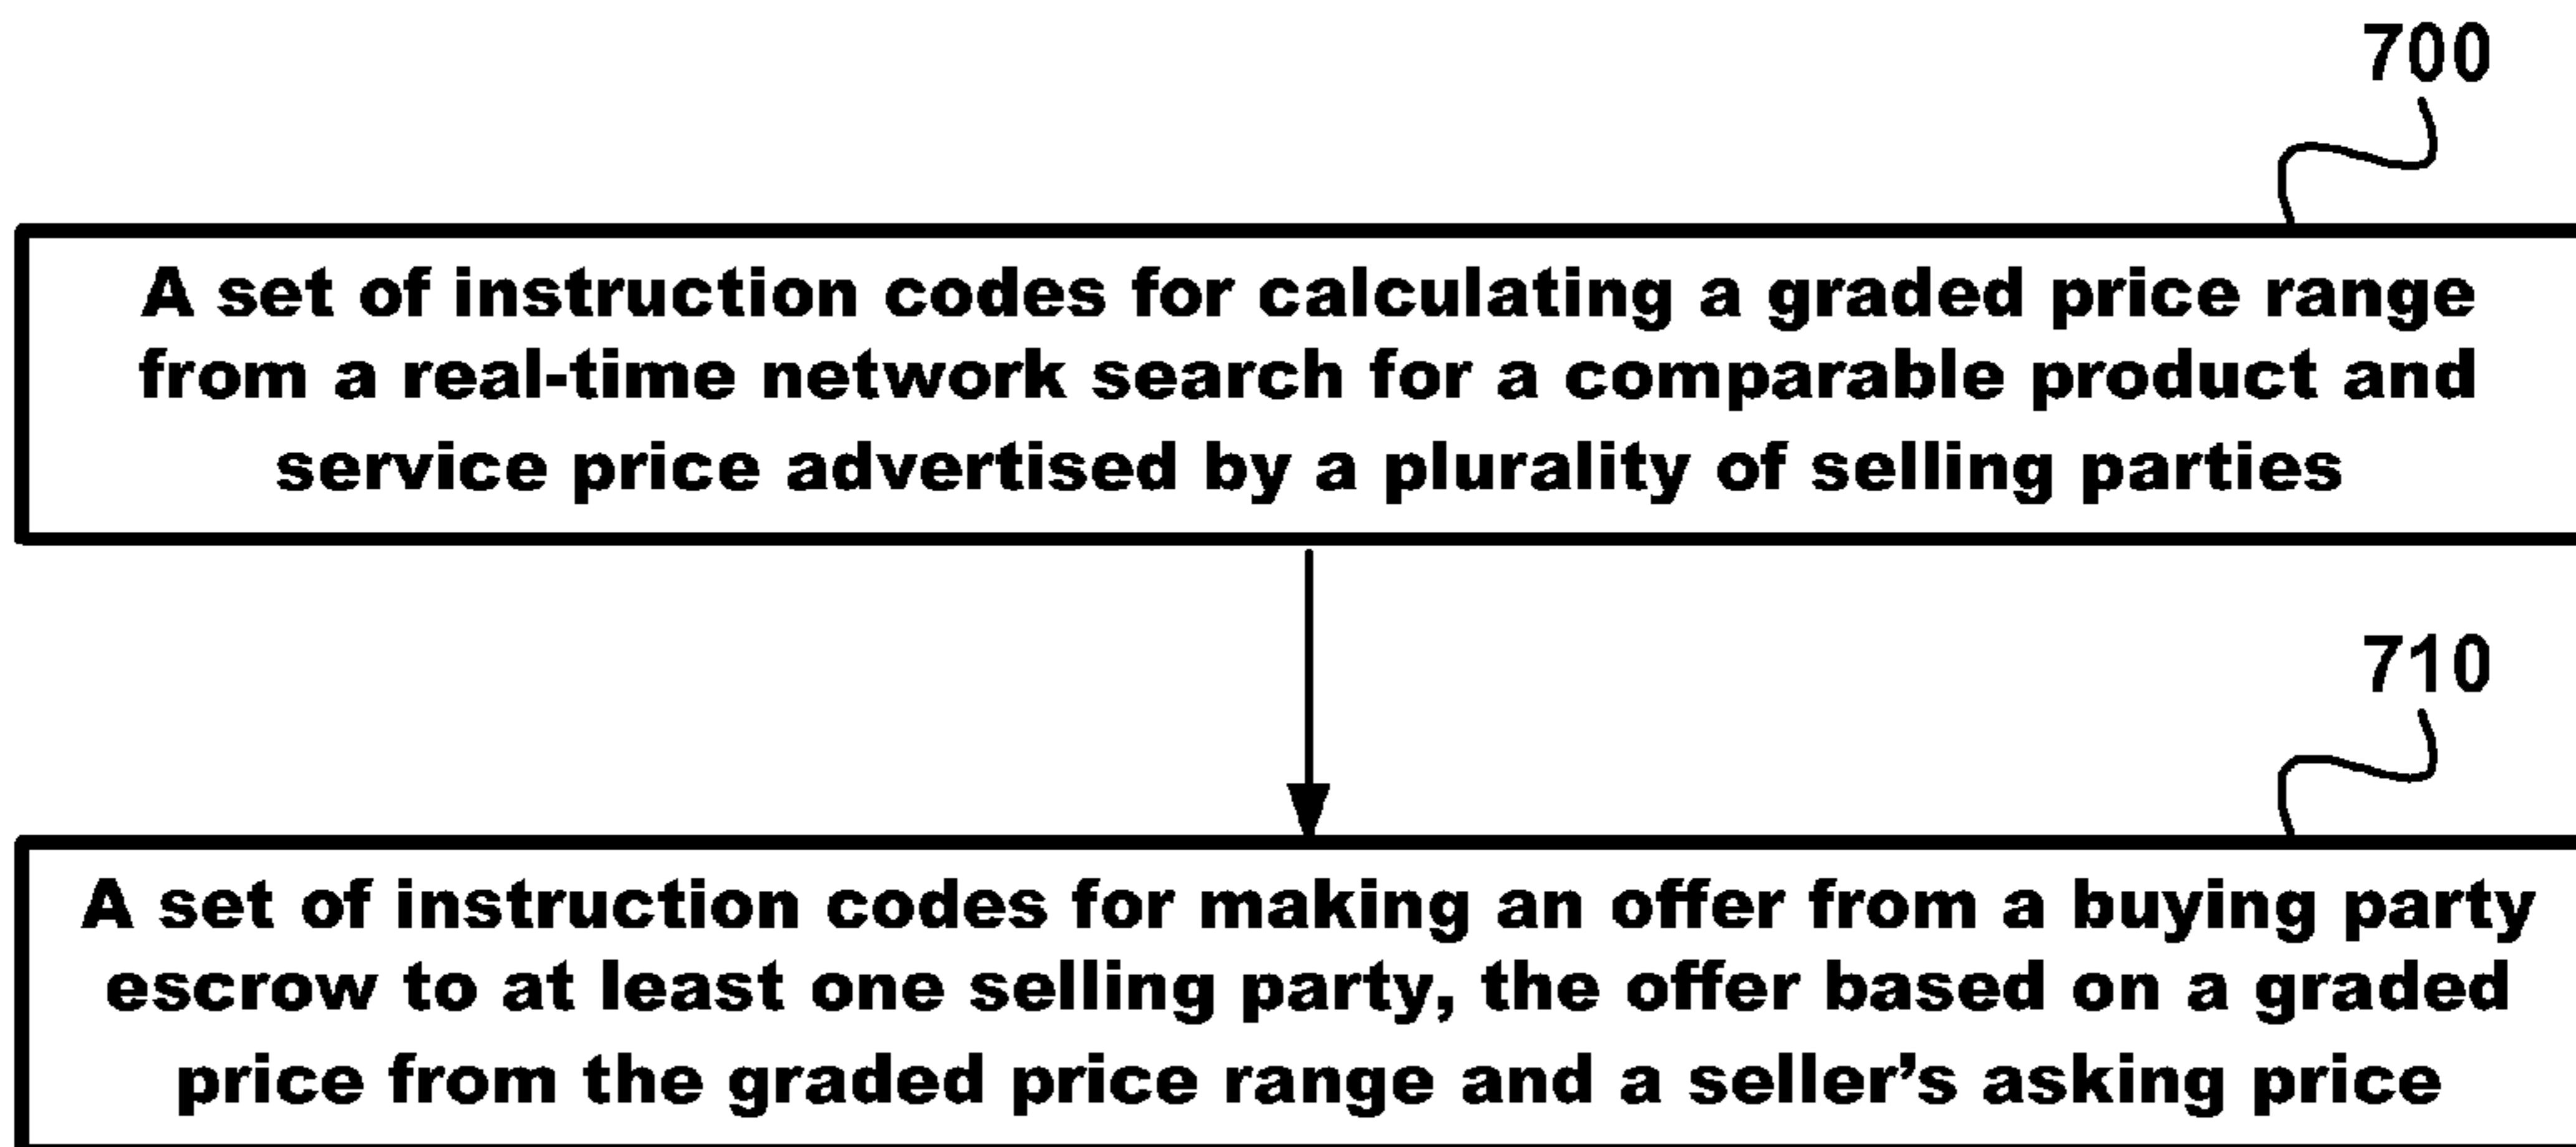 700
A set of instruction codes for calculating a graded price range
from a real-time network search for a comparable product and
service price advertised by a plurality of selling parties
710
A set of instruction codes for making an offer from a buying party
escrow to at least one selling party, the offer based on a graded
price from the graded price range and a seller’s asking price